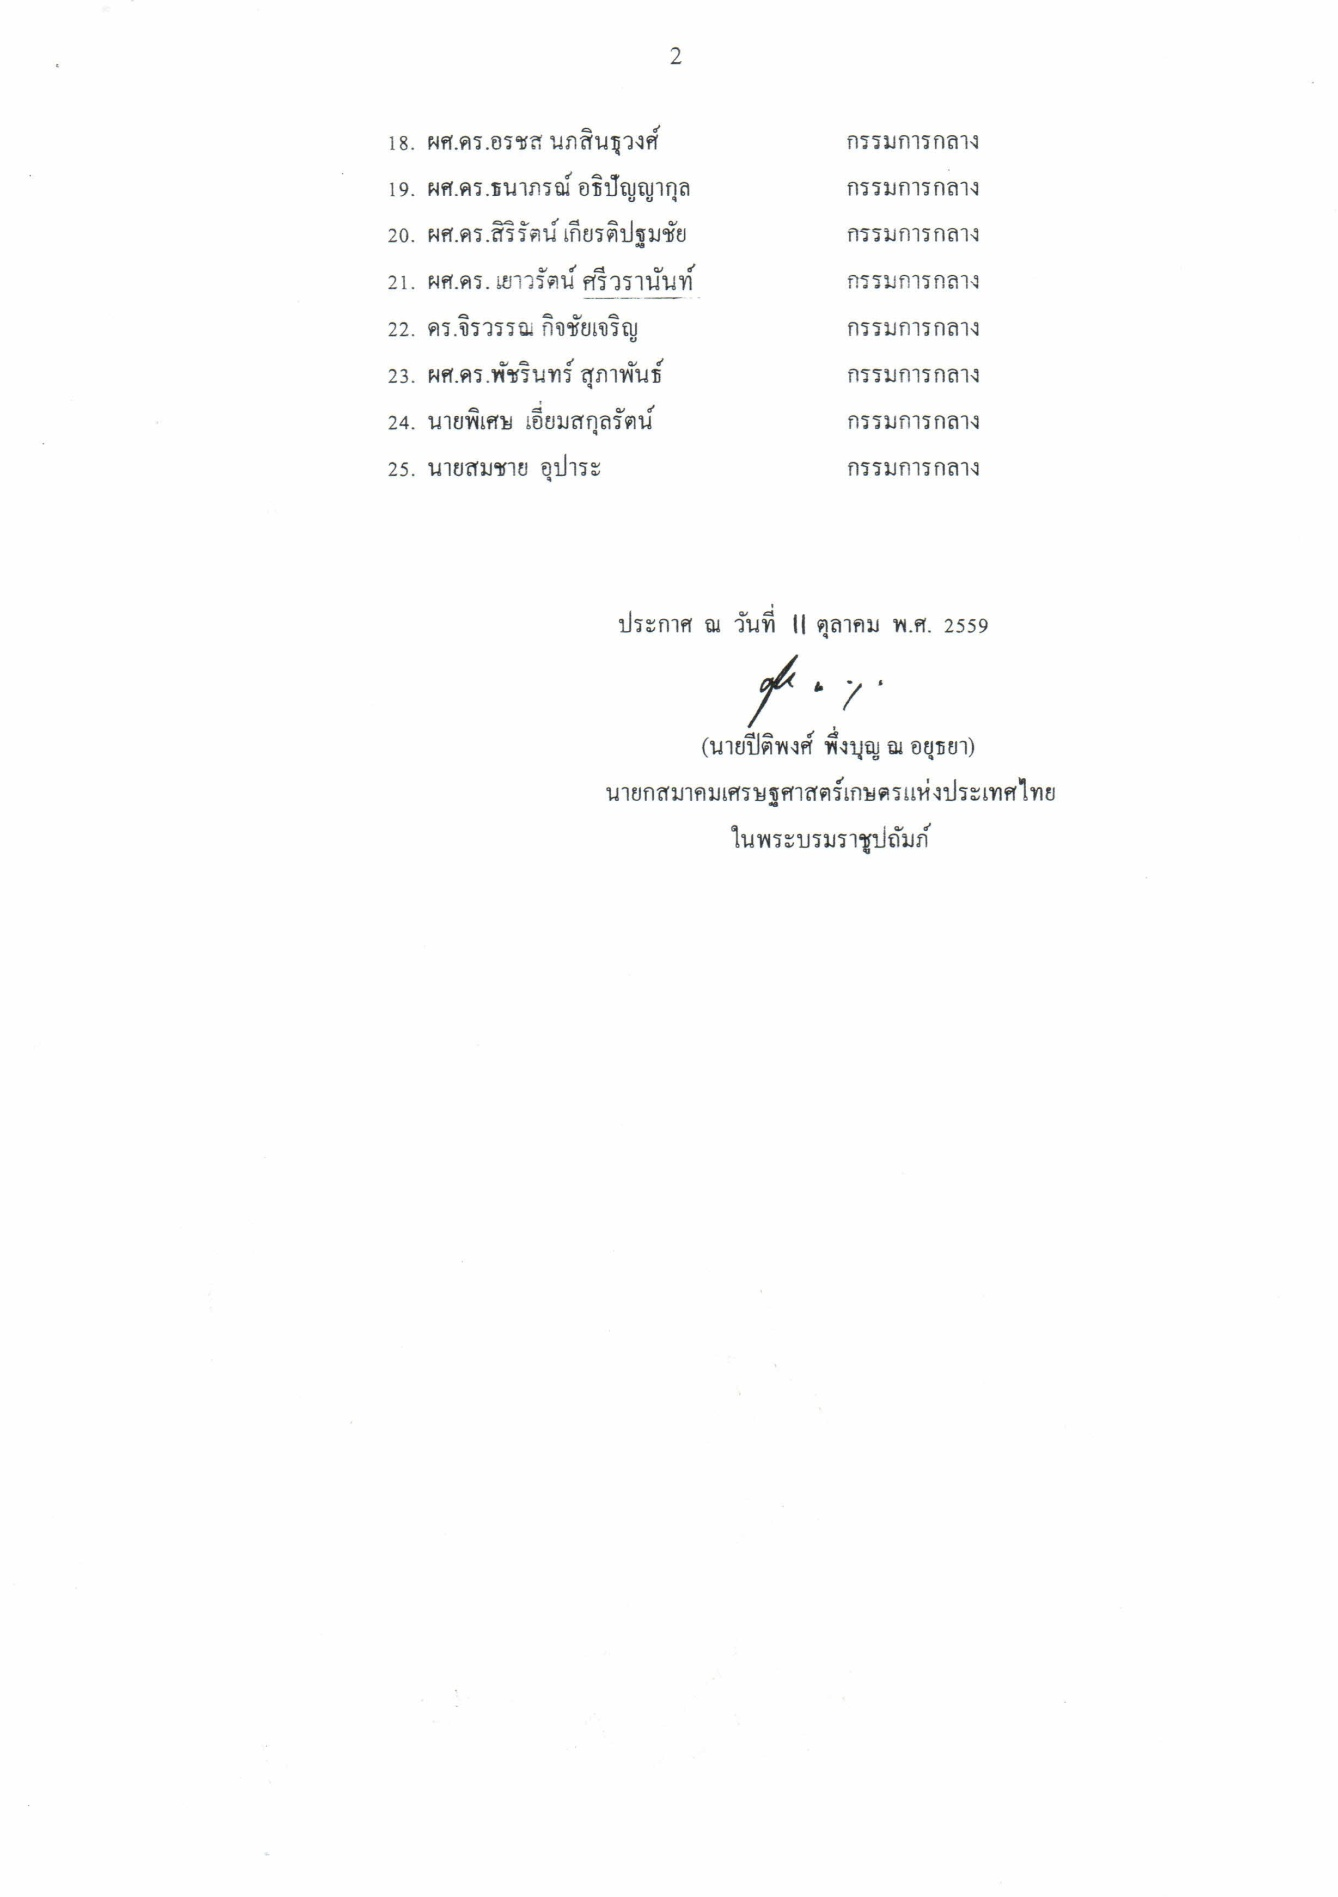 2
18. ผศ.ดร.อรชส นภสินธุวงศ์ กรรมการกลาง
19. ผศ.ดร.ธนาภรณ์ อธิปัญญากุล กรรมการกลาง
20. ผศ.ดร.สิริรัตน์ เกียรติปฐมชัย กรรมการกลาง
21. ผศ.ดร. เยาวรัตน์ ศรีวรานันท์ กรรมการกลาง
22. ดร.จิรวรรณ กิจชัยเจริญ กรรมการกลาง
23. ผศ.ดร.พัชรินทร์ สุภาพันธ์ กรรมการกลาง
24. นายพิเศษ เอี่ยมสกุลรัตน์ กรรมการกลาง
25. นายสมชาย อุปาระ กรรมการกลาง
ประกาศ ณ วันที่ 11 ตุลาคม พ.ศ. 2559
(นายปีติพงศ์ พึ่งบุญ ณ อยุธยา)
นายกสมาคมเศรษฐศาสตร์เกษตรแห่งประเทศไทย
ในพระบรมราชูปถัมภ์